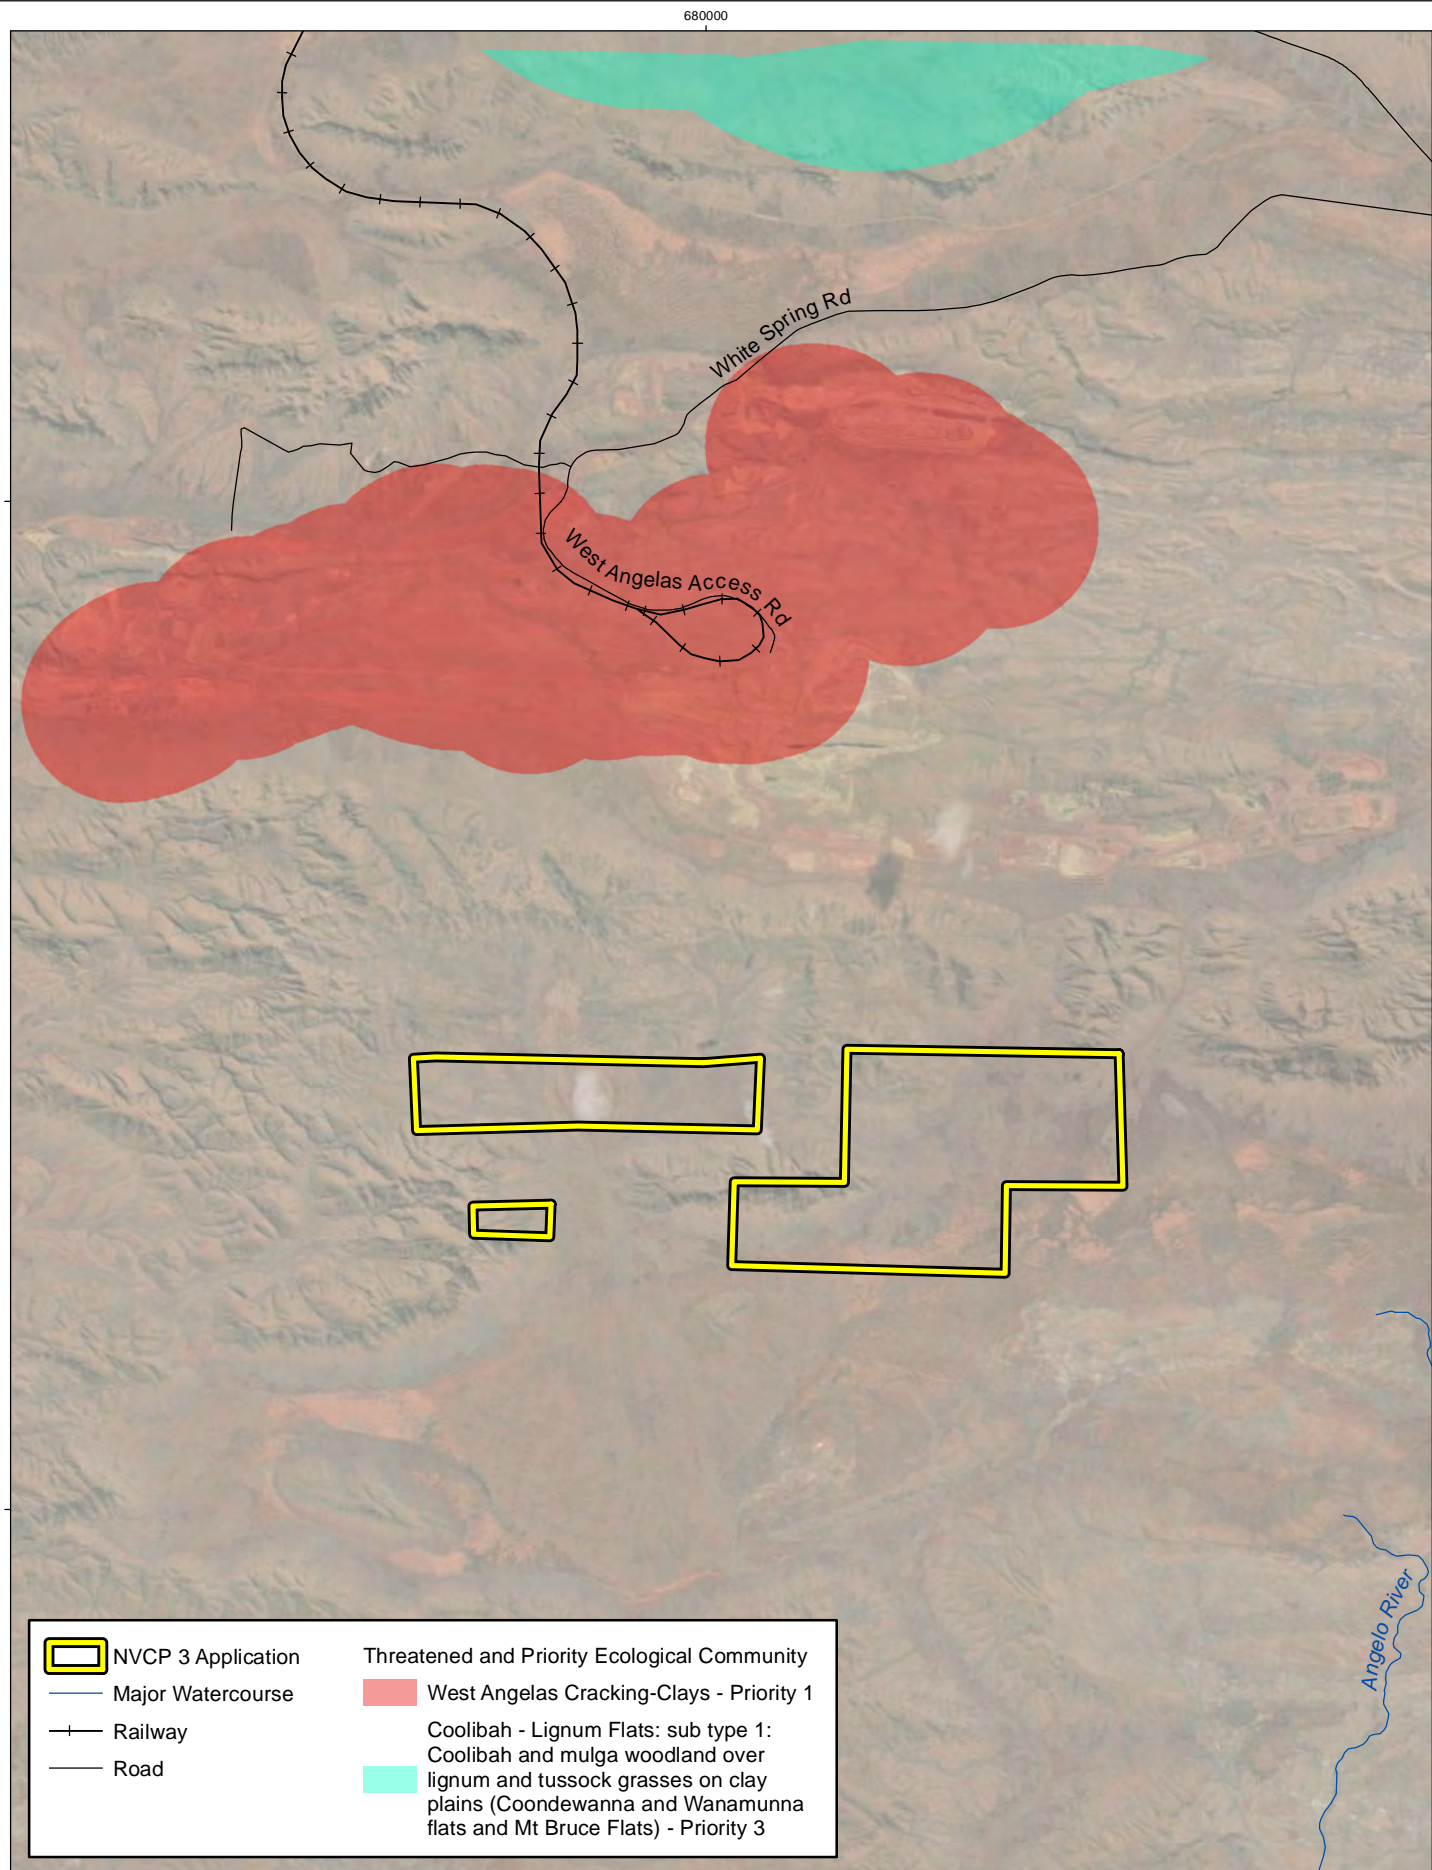 680000
White Spring Rd
West Angelas Access Rd
Angelo River
NVCP 3 Application
Major Watercourse
Railway
Road
Threatened and Priority Ecological Community
West Angelas Cracking-Clays - Priority 1
Coolibah - Lignum Flats: sub type 1:
Coolibah and mulga woodland over
lignum and tussock grasses on clay
plains (Coondewanna and Wanamunna
flats and Mt Bruce Flats) - Priority 3